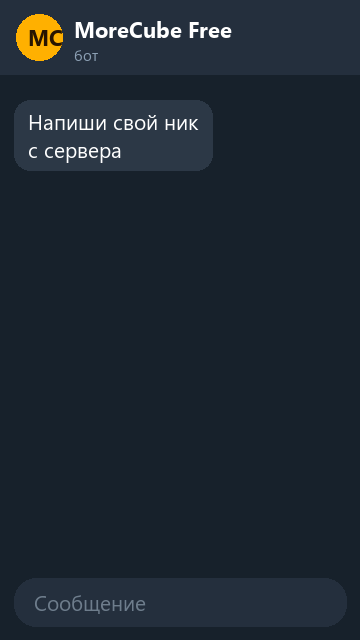 MC
MoreCube Free
бот
Напиши свой ник
с сервера
Сообщение